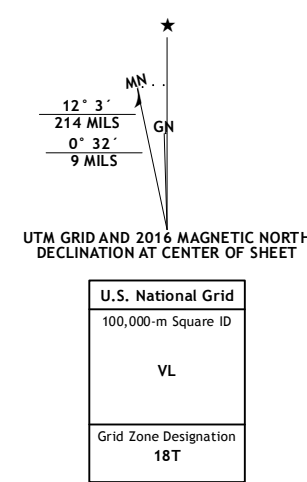 MN
12° 3´
214 MILS
GN
0° 32´
9 MILS
UTM GRID AND 2016 MAGNETIC NORTH
DECLINATION AT CENTER OF SHEET
U.S. National Grid
100,000-m Square ID
VL
Grid Zone Designation
18T